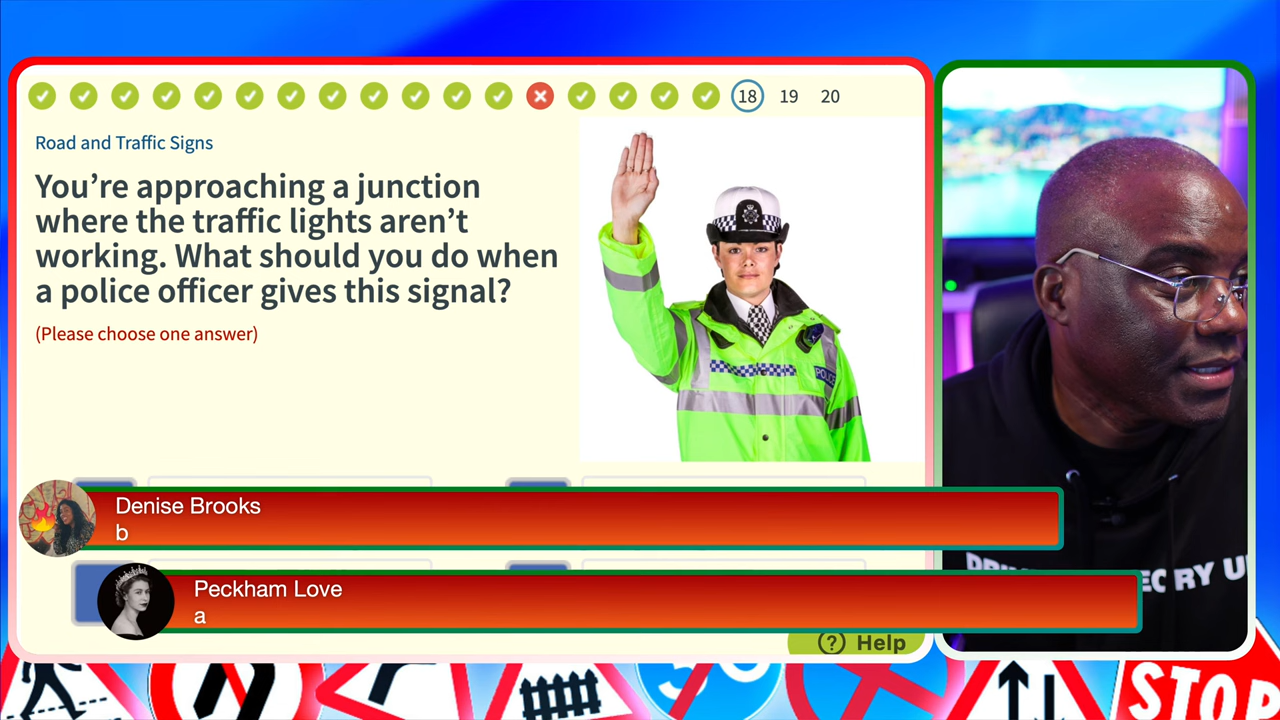 18 19 20
Road and Traffic Signs
You’re approaching a junction
where the traffic lights aren’t
working. What should you do when
a police officer gives this signal?
(Please choose one answer)
POLICE
Denise Brooks
b
Peckham Love
a
Help
STOP